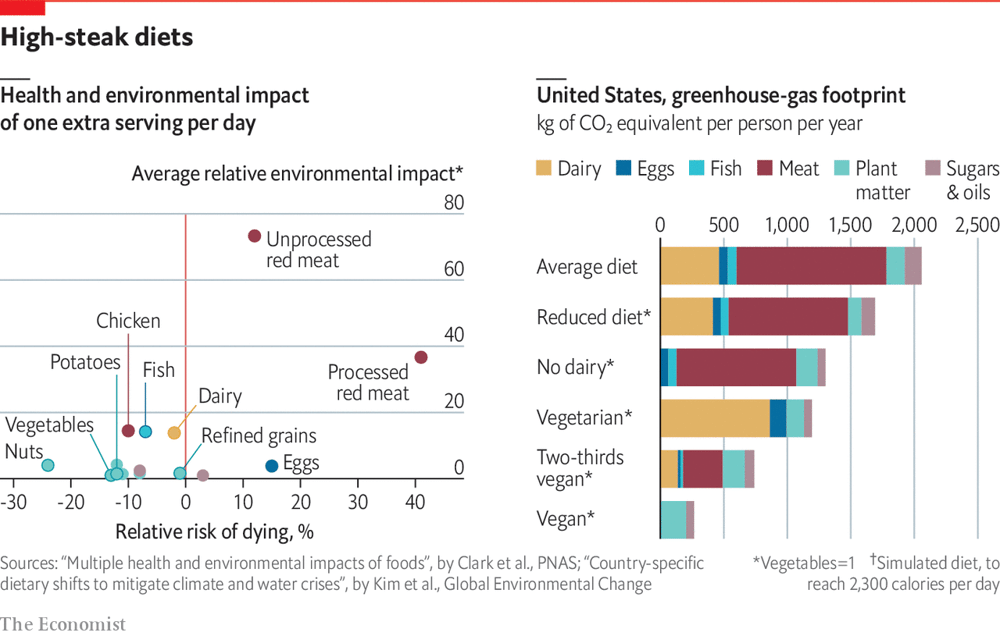 High-steak diets
Health and environmental impact
of one extra serving per day
Average relative environmental impact*
80
60
40
20
0
Unprocessed
red meat
Chicken
Potatoes
Fish
Processed
red meat
Dairy
Vegetables
Nuts
Refined grains
Eggs
-30 -20 -10 0 10 20 30 40
Relative risk of dying, %
United States, greenhouse-gas footprint
kg of CO₂ equivalent per person per year
Dairy Eggs Fish Meat Plant matter Sugars & oils
0 500 1,000 1,500 2,000 2,500
Average diet
Reduced diet*
No dairy*
Vegetarian*
Two-thirds
vegan*
Vegan*
Sources: “Multiple health and environmental impacts of foods”, by Clark et al., PNAS; “Country-specific
dietary shifts to mitigate climate and water crises“, by Kim et al., Global Environmental Change
*Vegetables=1 †Simulated diet, to
reach 2,300 calories per day
The Economist